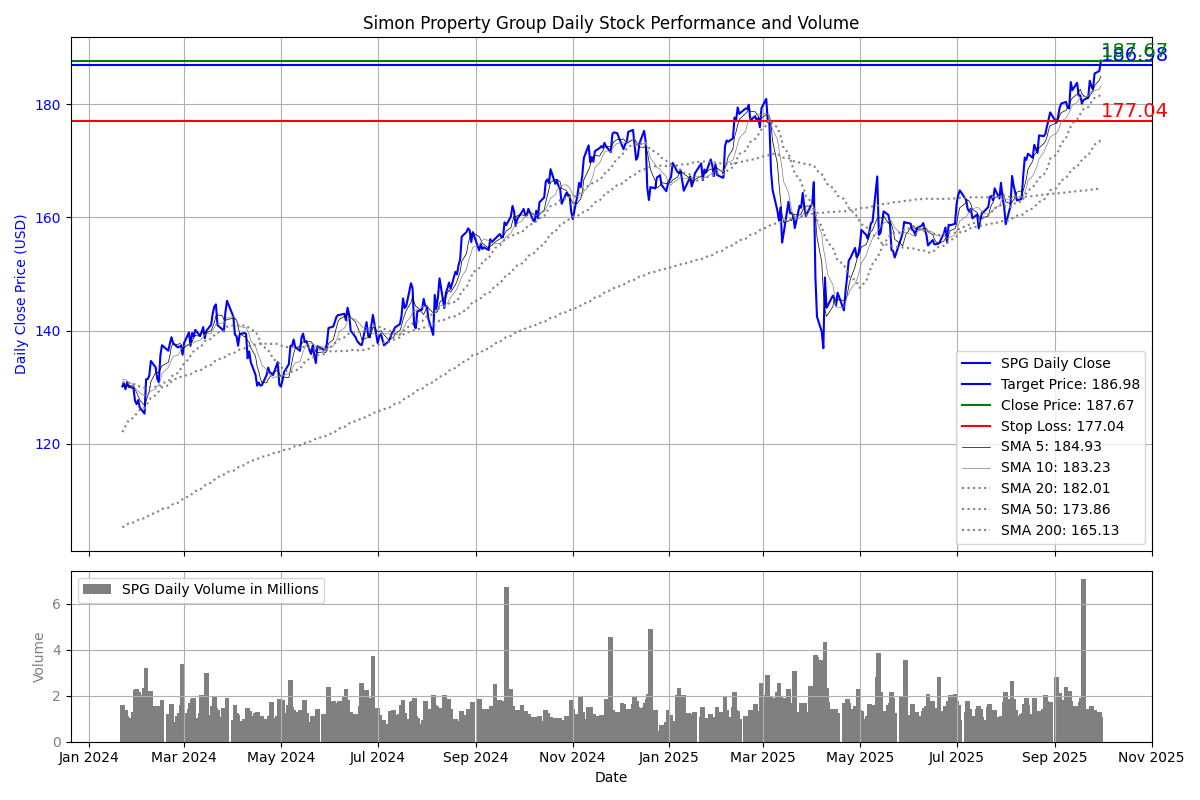 Simon Property Group Daily Stock Performance and Volume
187.67
186.98
177.04
Daily Close Price (USD)
180
160
140
120
SPG Daily Close
Target Price: 186.98
Close Price: 187.67
Stop Loss: 177.04
SMA 5: 184.93
SMA 10: 183.23
SMA 20: 182.01
SMA 50: 173.86
SMA 200: 165.13
SPG Daily Volume in Millions
Volume
6
4
2
0
Jan 2024 Mar 2024 May 2024 Jul 2024 Sep 2024 Nov 2024 Jan 2025 Mar 2025 May 2025 Jul 2025 Sep 2025 Nov 2025
Date